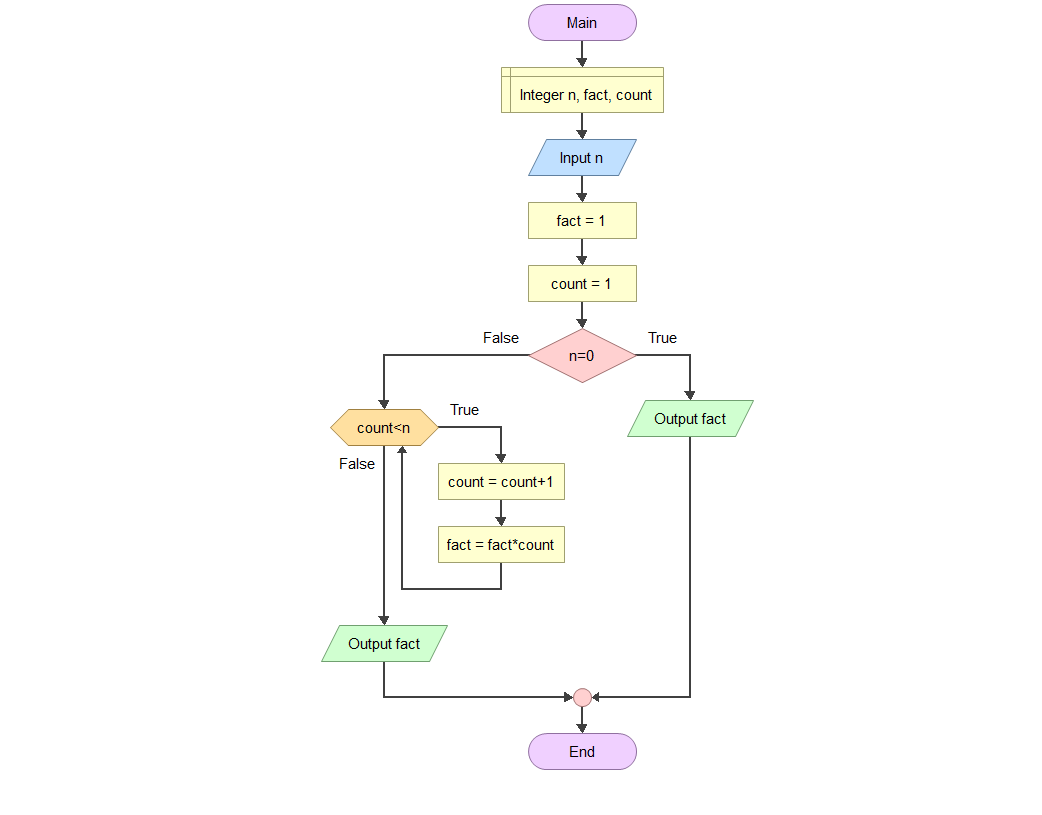 Main
Integer n, fact, count
Input n
fact = 1
count = 1
False
True
n=0
True
Output fact
count<n
False
count = count+1
fact = fact*count
Output fact
End